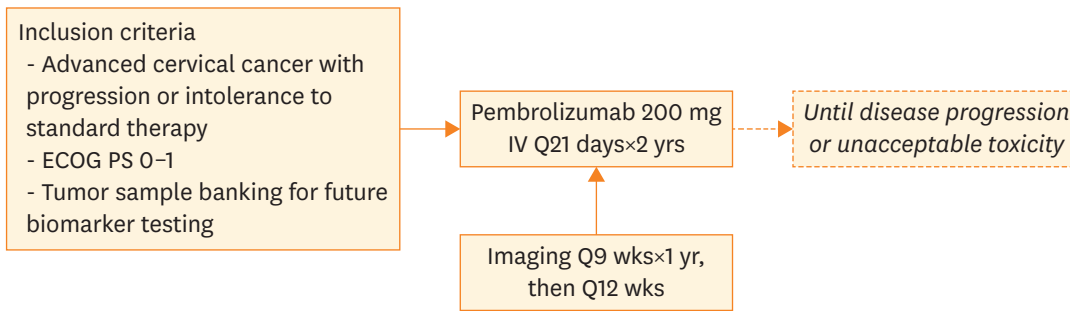 Inclusion criteria
- Advanced cervical cancer with
progression or intolerance to
standard therapy
- ECOG PS 0–1
- Tumor sample banking for future
biomarker testing
Pembrolizumab 200 mg
IV Q21 days×2 yrs
Until disease progression
or unacceptable toxicity
Imaging Q9 wks×1 yr,
then Q12 wks